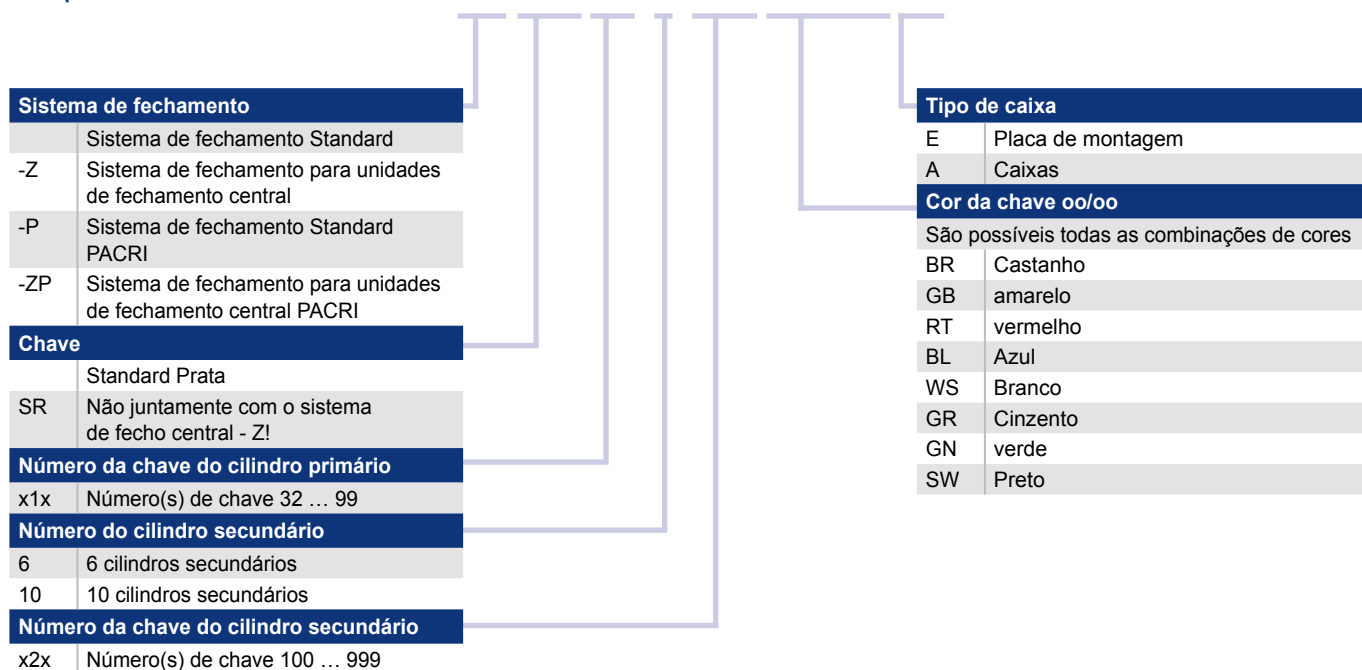 Sistema de fechamento
Sistema de fechamento Standard
-Z Sistema de fechamento para unidades
de fechamento central
-P Sistema de fechamento Standard
PACRI
-ZP Sistema de fechamento para unidades
de fechamento central PACRI
Chave
Standard Prata
SR Não juntamente com o sistema
de fecho central - Z!
Número da chave do cilindro primário
x1x Número(s) de chave 32 … 99
Número do cilindro secundário
6 6 cilindros secundários
10 10 cilindros secundários
Número da chave do cilindro secundário
x2x Número(s) de chave 100 … 999
Tipo de caixa
E Placa de montagem
A Caixas
Cor da chave oo/oo
São possíveis todas as combinações de cores
BR Castanho
GB amarelo
RT vermelho
BL Azul
WS Branco
GR Cinzento
GN verde
SW Preto